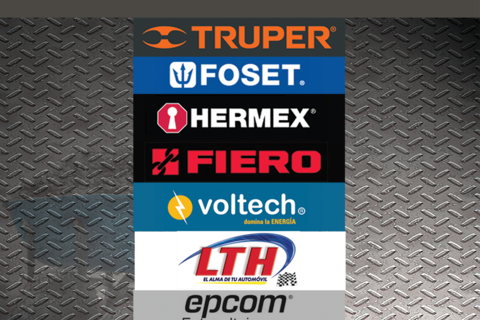 TRUPER®
FOSET®
HERMEX®
FIERO
voltech®
domina la ENERGÍA
LTH
EL ALMA DE TU AUTOMÓVIL
epcom®